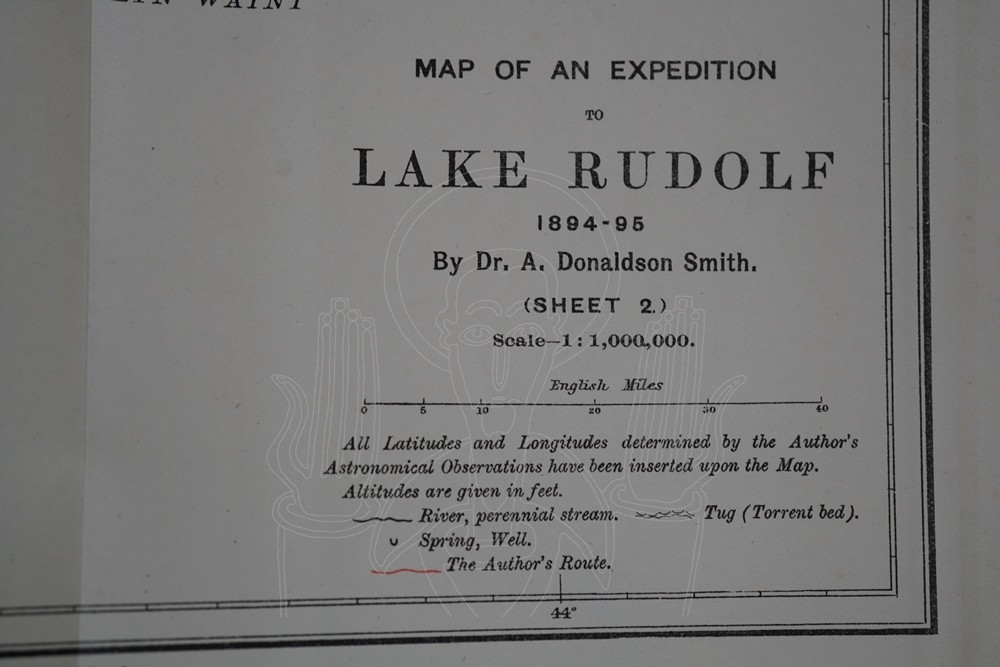 MAP OF AN EXPEDITION
TO
LAKE RUDOLF
1894-95
By Dr. A. Donaldson Smith.
(SHEET 2.)
Scale—1 : 1,000,000.
English Miles
0 5 10 20 30 40
All Latitudes and Longitudes determined by the Author's
Astronomical Observations have been inserted upon the Map.
Altitudes are given in feet.
River, perennial stream. Tug (Torrent bed).
Spring, Well.
The Author's Route.
44°